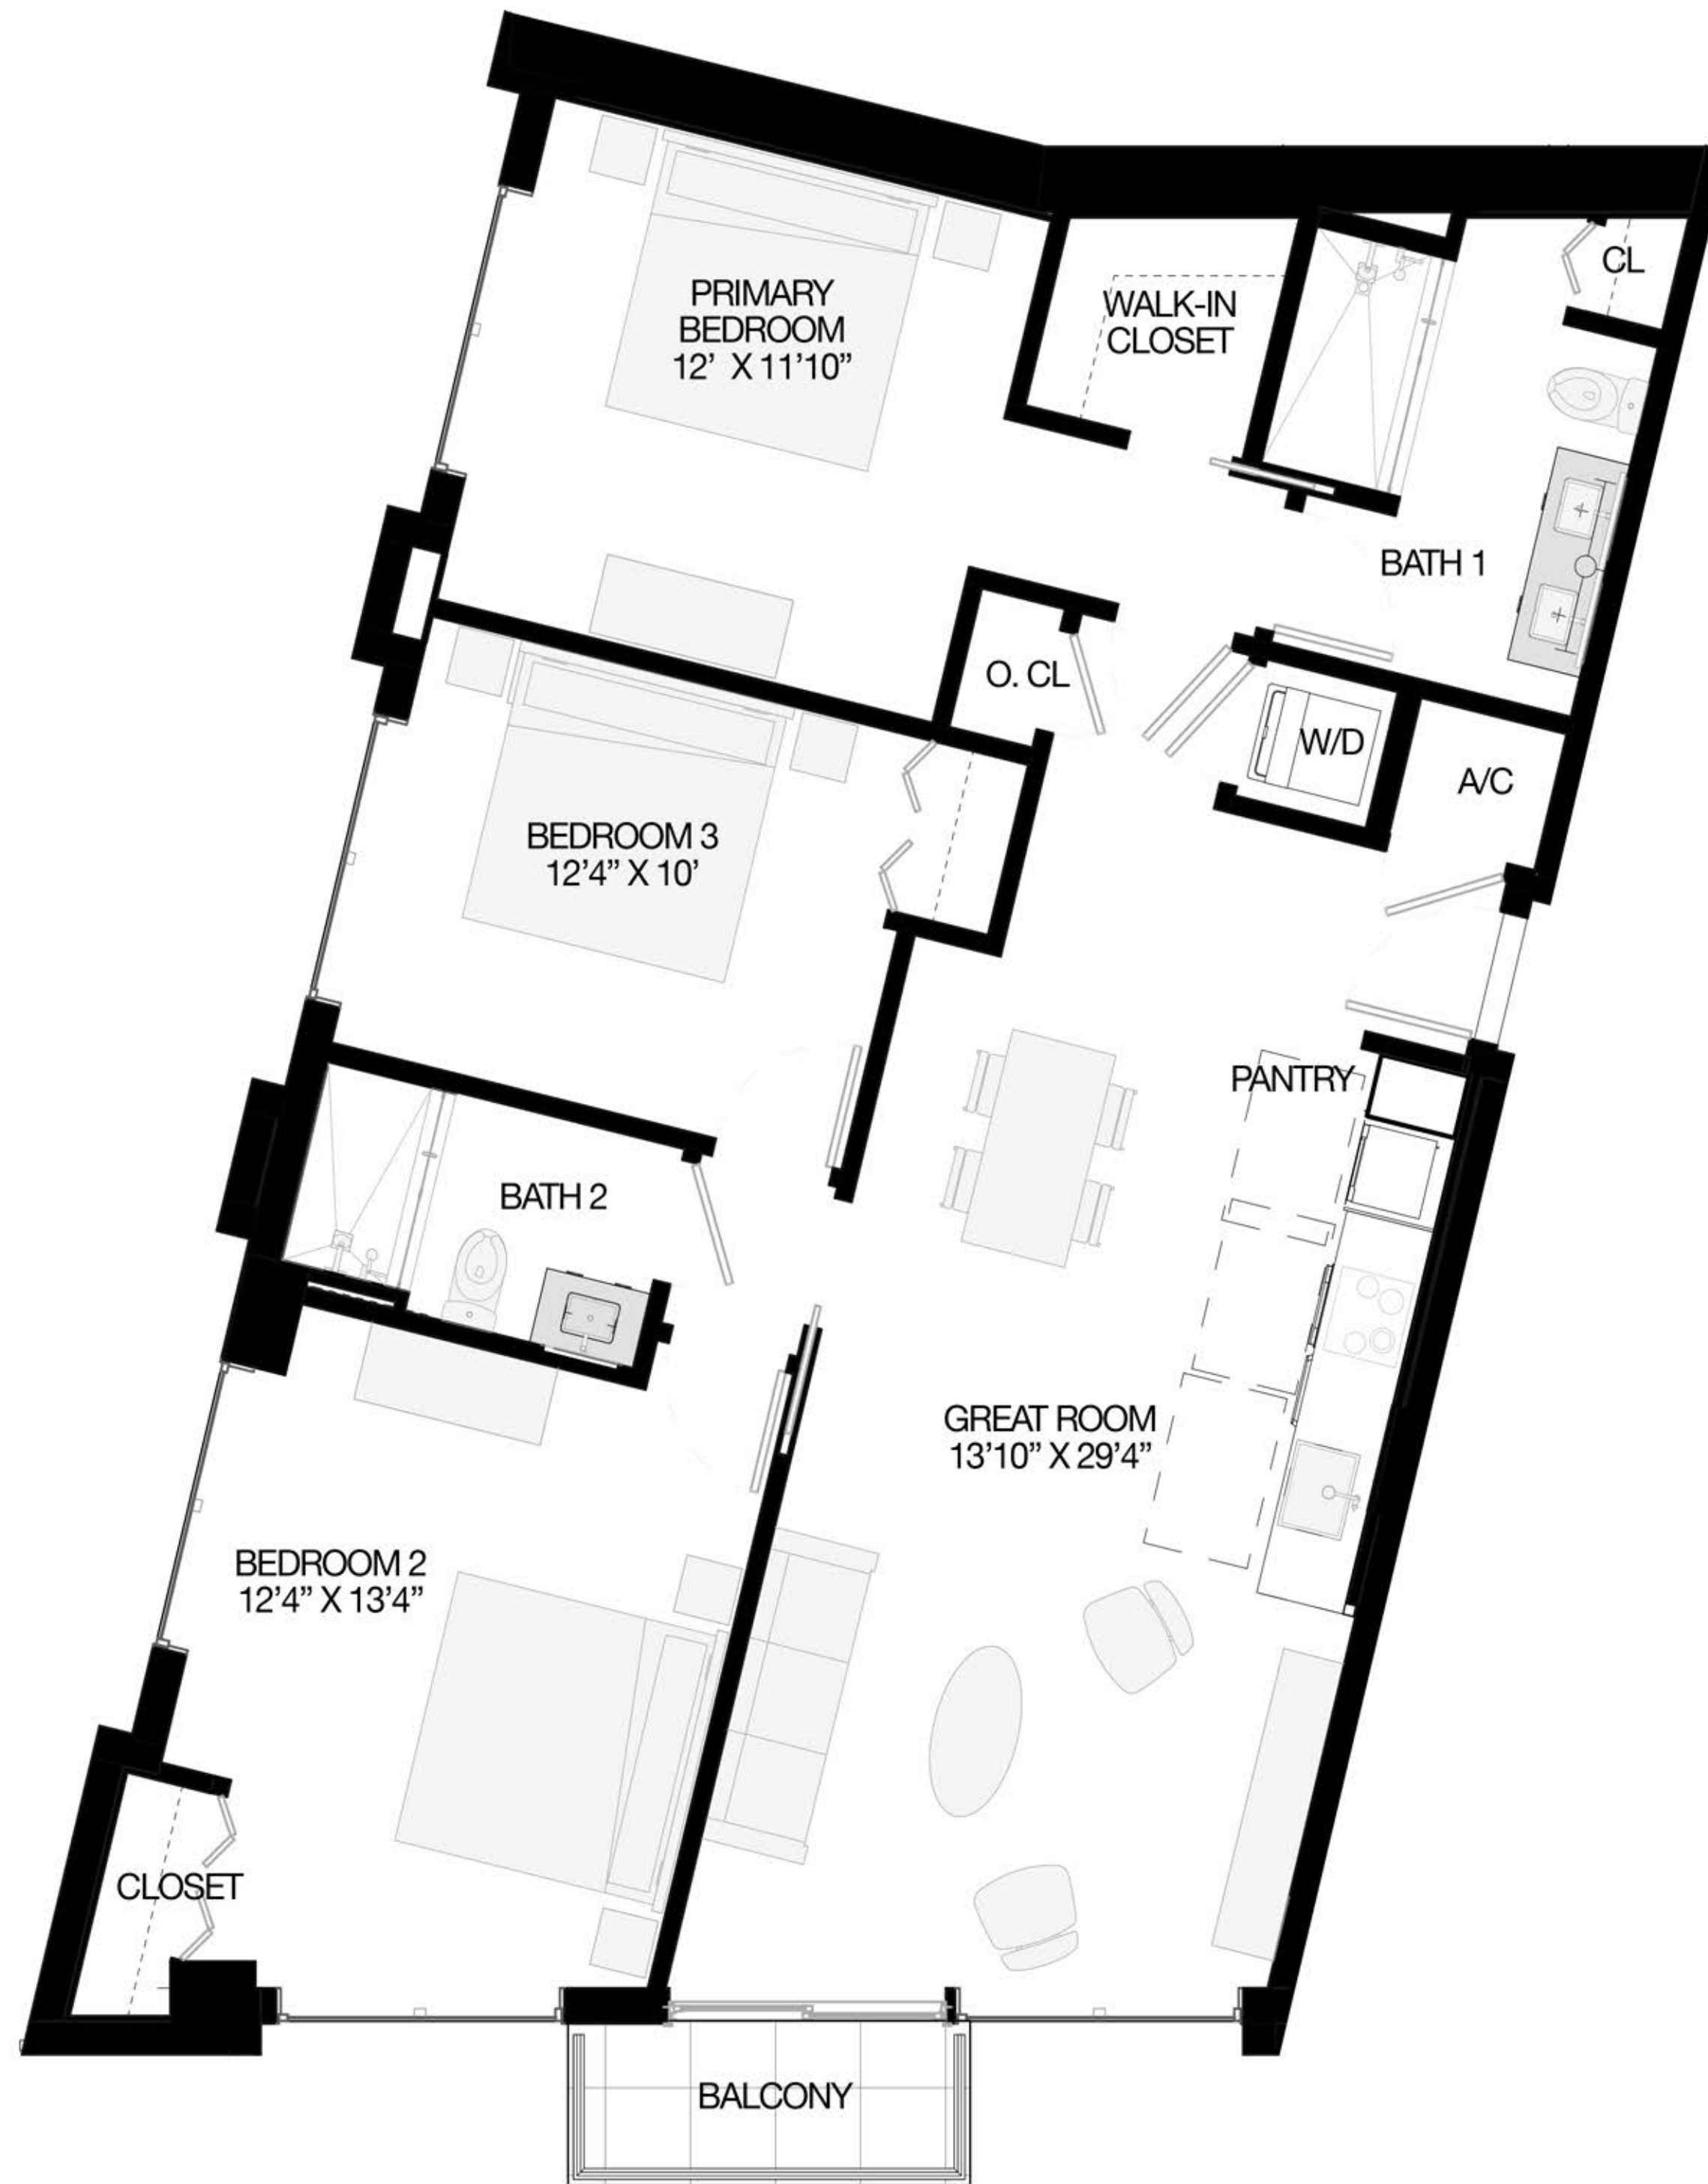 PRIMARY
BEDROOM
12' X 11'10”
WALK-IN
CLOSET
CL
BATH 1
O. CL
W/D
A/C
BEDROOM 3
12'4” X 10'
PANTRY
BATH 2
GREAT ROOM
13'10” X 29'4”
BEDROOM 2
12'4” X 13'4”
CLOSET
BALCONY